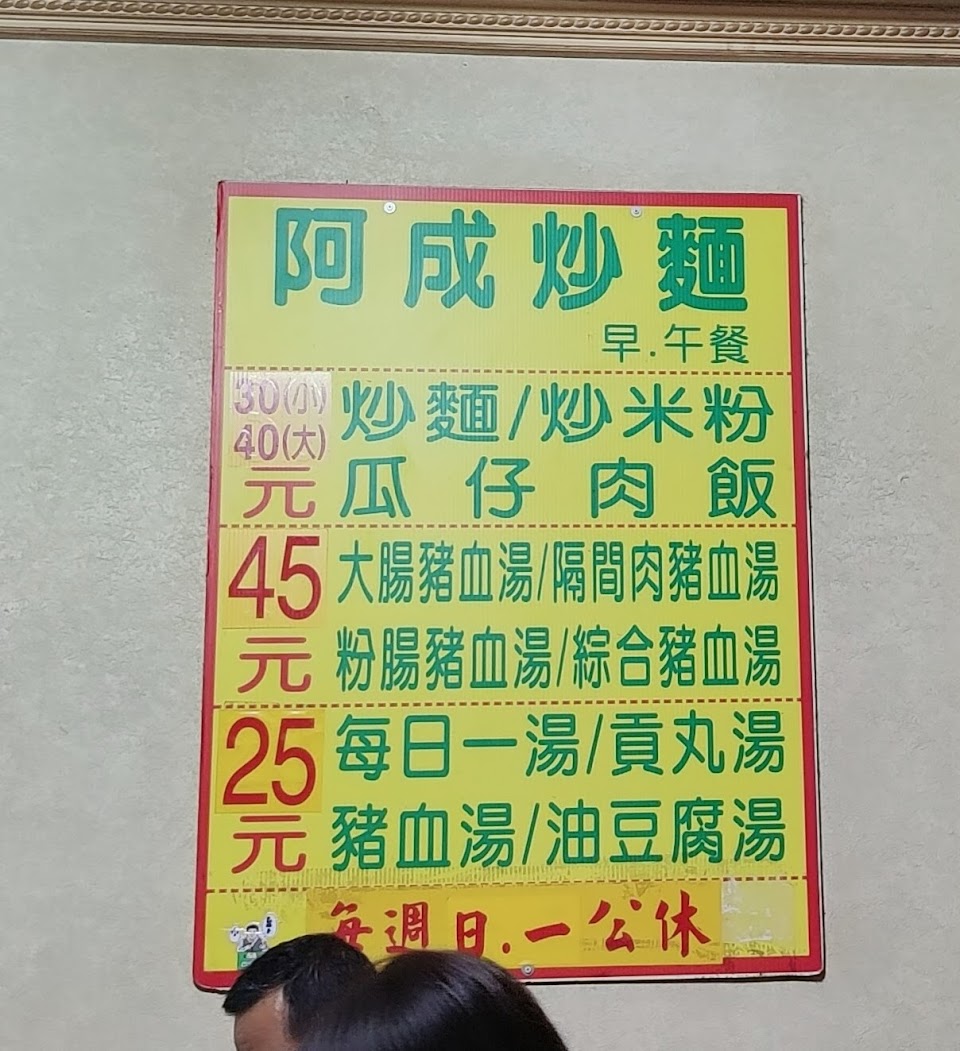 阿成炒麵
早.午餐
30(小) 炒麵/炒米粉
40(大)
元 瓜仔肉飯
45 大腸豬血湯/隔間肉豬血湯
元 粉腸豬血湯/綜合豬血湯
25 每日一湯/貢丸湯
元 豬血湯/油豆腐湯
每週日.一公休